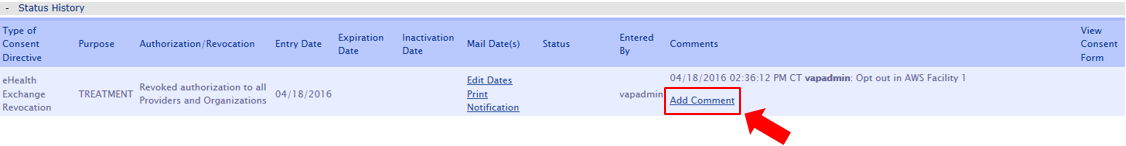 - Status History
Type of Consent Directive
Purpose
Authorization/Revocation
Entry Date
Expiration Date
Inactivation Date
Mail Date(s)
Status
Entered By
Comments
View Consent Form
eHealth Exchange Revocation
TREATMENT
Revoked authorization to all Providers and Organizations
04/18/2016
Edit Dates
Print
Notification
vapadmin
04/18/2016 02:36:12 PM CT vapadmin: Opt out in AWS Facility 1
Add Comment